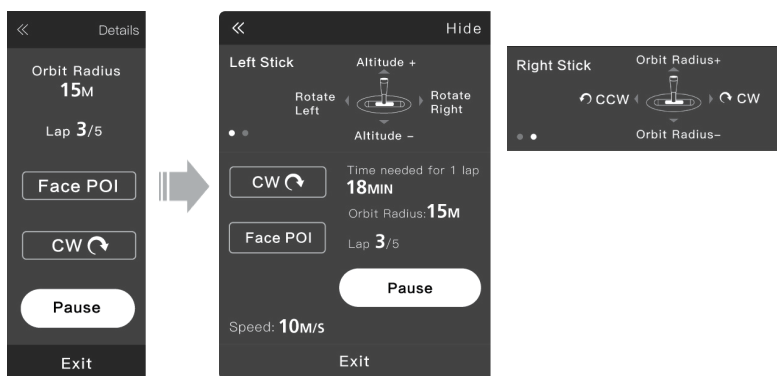 Details
Orbit Radius
15M
Lap 3/5
Face POI
CW
Pause
Exit
Hide
Left Stick
Altitude +
Rotate
Left
Rotate
Right
Altitude –
CW
Time needed for 1 lap
18MIN
Orbit Radius:15M
Face POI
Lap 3/5
Pause
Speed: 10M/S
Exit
Right Stick
Orbit Radius+
CCW
CW
Orbit Radius–